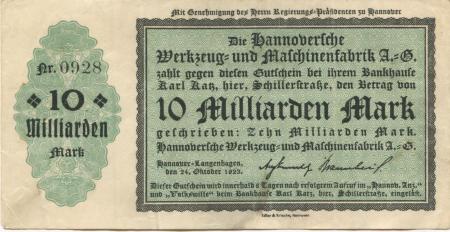 Mit Genehmigung des Herrn Regierungs-Präsidenten zu Hannover
Die Hannoversche
Werkzeug- und Maschinenfabrik A.-G.
zahlt gegen diesen Gutschein bei ihrem Bankhause
Karl Katz, hier, Schillerstraße, den Betrag von
10 Milliarden Mark
geschrieben: Zehn Milliarden Mark.
Hannoversche Werkzeug- und Maschinenfabrik A.-G.
Hannover-Langenhagen,
den 24. Oktober 1923.
Dieser Gutschein wird innerhalb 8 Tagen nach erfolgtem Aufruf im "Hannov. Anz."
und "Volkswille" beim Bankhause Karl Katz, hier, Schillerstraße, eingelöst.
Nr. 0928
10
Milliarden
Mark